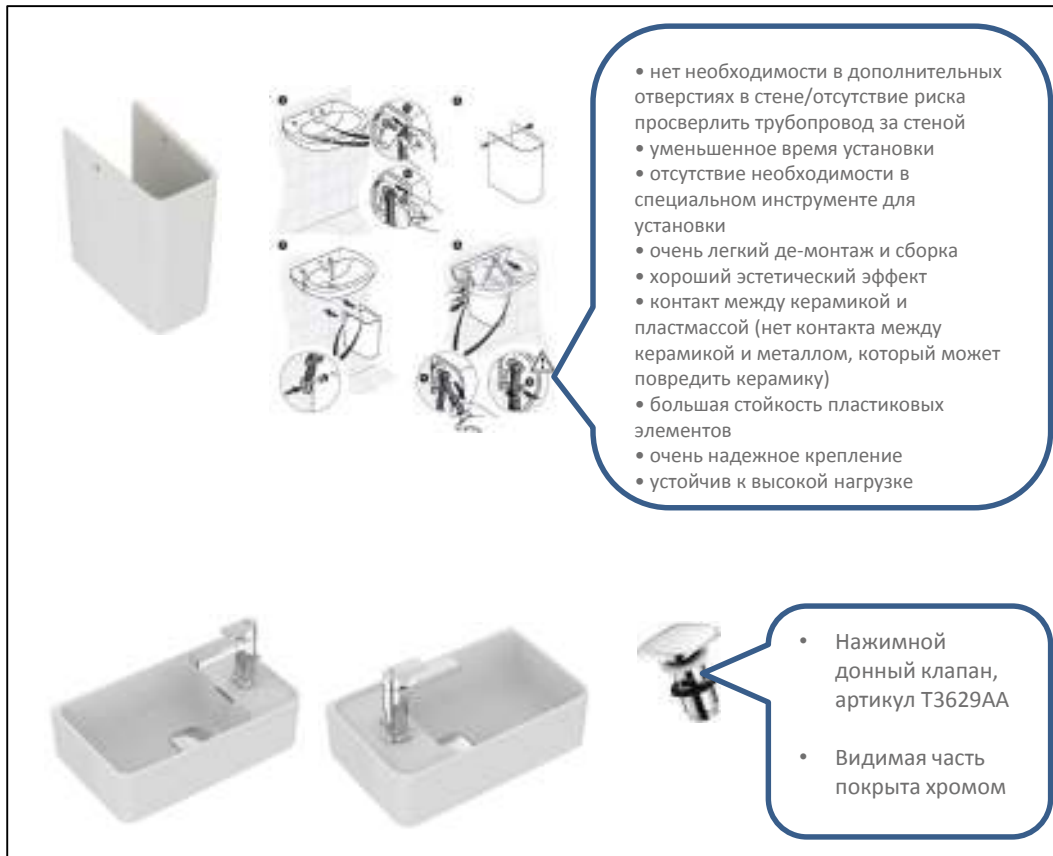 • нет необходимости в дополнительных
отверстиях в стене/отсутствие риска
просверлить трубопровод за стеной
• уменьшенное время установки
• отсутствие необходимости в
специальном инструменте для
установки
• очень легкий де-монтаж и сборка
• хороший эстетический эффект
• контакт между керамикой и
пластмассой (нет контакта между
керамикой и металлом, который может
повредить керамику)
• большая стойкость пластиковых
элементов
• очень надежное крепление
• устойчив к высокой нагрузке
• Нажимной
донный клапан,
артикул T3629AA
• Видимая часть
покрыта хромом